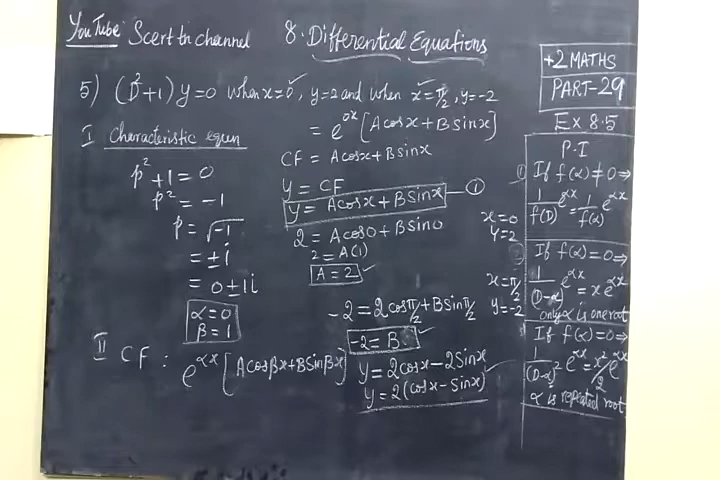 YouTube Scert tn channel 8. Differential Equations
5) (D²+1) y=0 when x=0, y=2 and when x=π/2, y=-2
I Characteristic equn
p²+1=0
p²=-1
p=√-1
=±i
=0±1i
α=0
β=1
II CF: e^αx [Acosβx+Bsinβx]
= e^0x [Acosx+Bsinx]
CF = Acosx+Bsinx
y = CF
y = Acosx+Bsinx —①
2 = Acos0+Bsin0
x=0
y=2
2 = A(1)
A=2
x=π/2
y=-2
-2=2cosπ/2+Bsinπ/2
-2=B
y=2cosx-2sinx
y=2(cosx-sinx)
+2 MATHS
PART-29
EX 8.5
P.I
1) If f(α)≠0⇒
1/f(D) e^αx = 1/f(α) e^αx
If f(α)=0⇒
1/(D-α) e^αx = x e^αx
only α is one root
If f(α)=0⇒
1/(D-α)² e^αx = x²/2 e^αx
α is repeated root